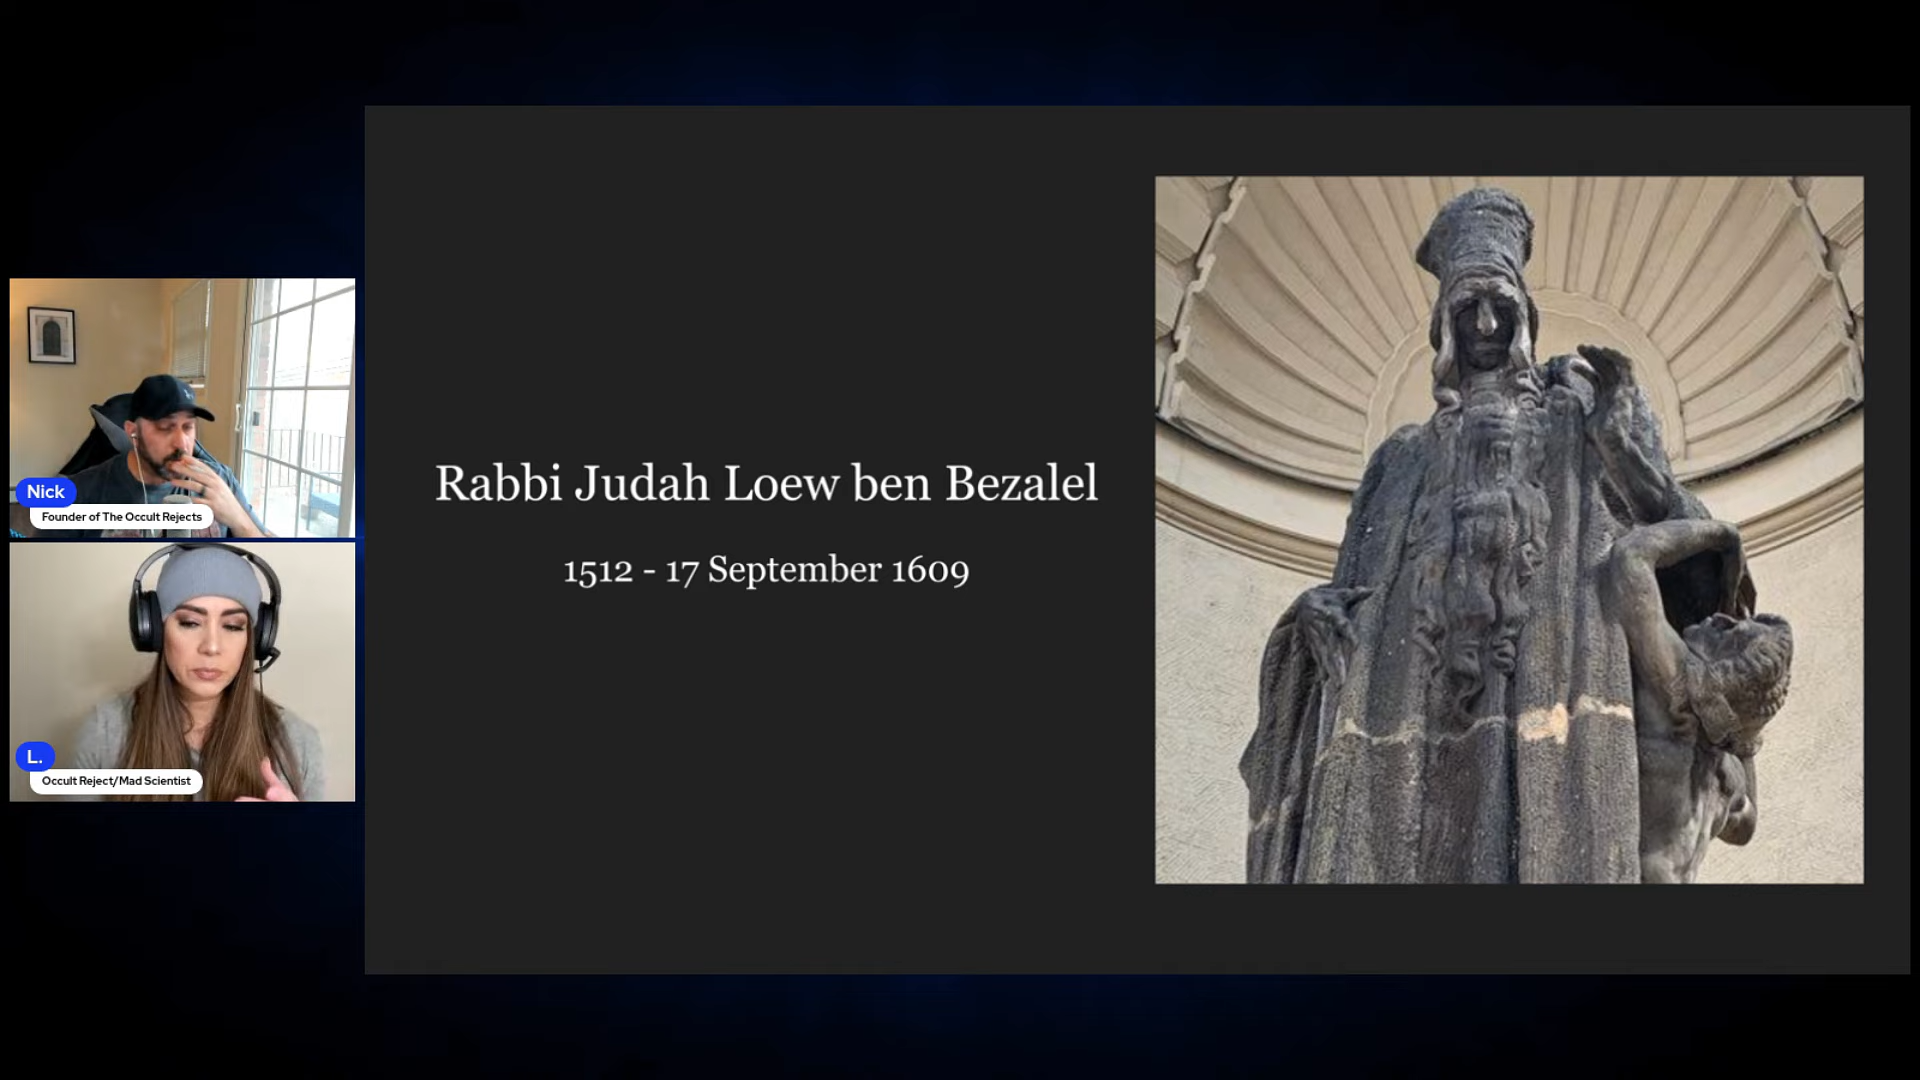 Nick
Founder of The Occult Rejects
L.
Occult Reject/Mad Scientist
Rabbi Judah Loew ben Bezalel
1512 - 17 September 1609